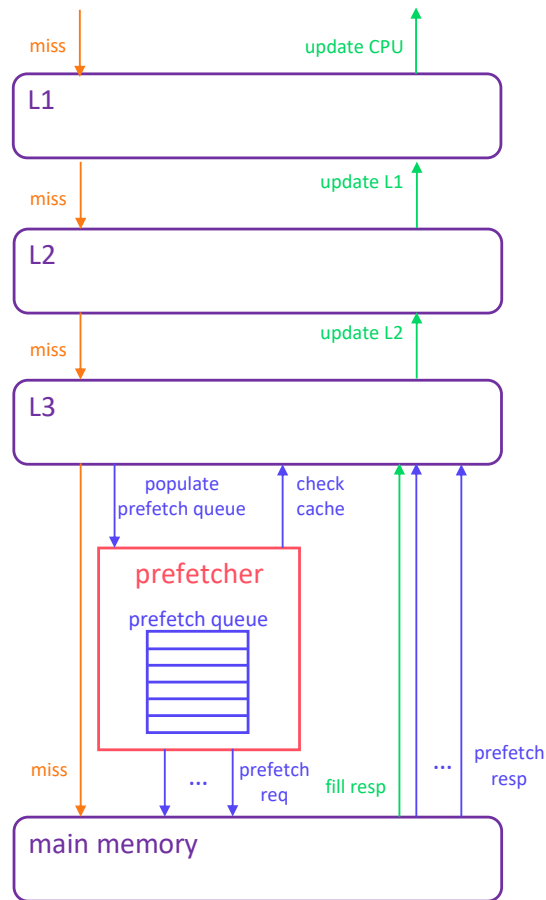 miss
update CPU
L1
miss
update L1
L2
miss
update L2
L3
populate
prefetch queue
check
cache
prefetcher
prefetch queue
miss
...
prefetch
req
fill resp
...
prefetch
resp
main memory